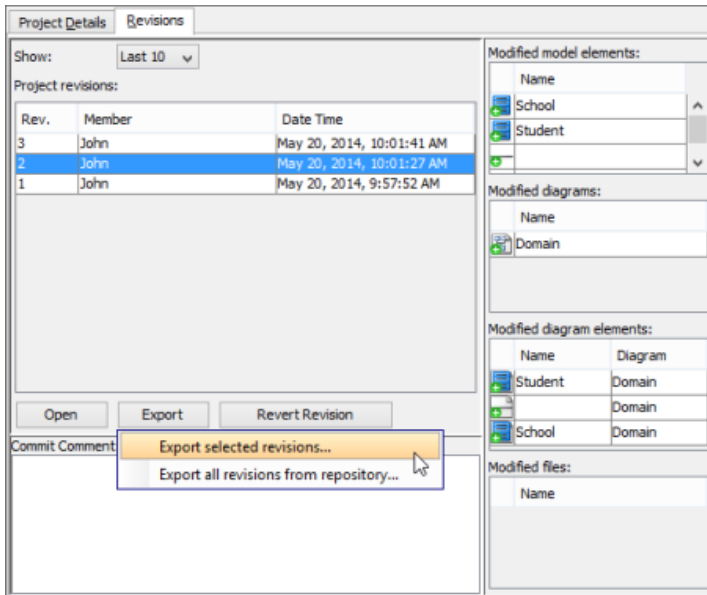 Project Details Revisions
Show: Last 10
Project revisions:
Rev. Member Date Time
3 John May 20, 2014, 10:01:41 AM
2 John May 20, 2014, 10:01:27 AM
1 John May 20, 2014, 9:57:52 AM
Open Export Revert Revision
Commit Comment
Export selected revisions...
Export all revisions from repository...
Modified model elements:
Name
School
Student
Modified diagrams:
Name
Domain
Modified diagram elements:
Name Diagram
Student Domain
Domain
School Domain
Modified files:
Name